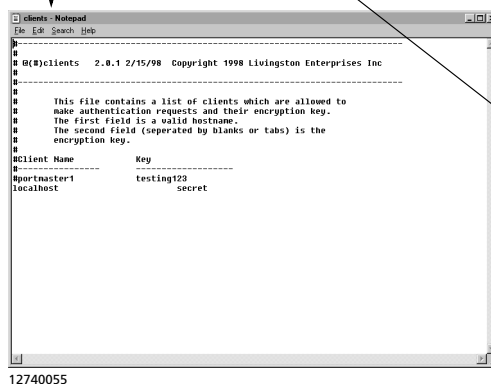 clients - Notepad
File Edit Search Help
#---------------------------------------------------------------------------
#
# @(#)clients   2.0.1 2/15/98  Copyright 1998 Livingston Enterprises Inc
#
#---------------------------------------------------------------------------
#
#       This file contains a list of clients which are allowed to
#       make authentication requests and their encryption key.
#       The first field is a valid hostname.
#       The second field (seperated by blanks or tabs) is the
#       encryption key.
#
#Client Name            Key
#----------------       -------------------
#portmaster1            testing123
localhost                       secret
12740055